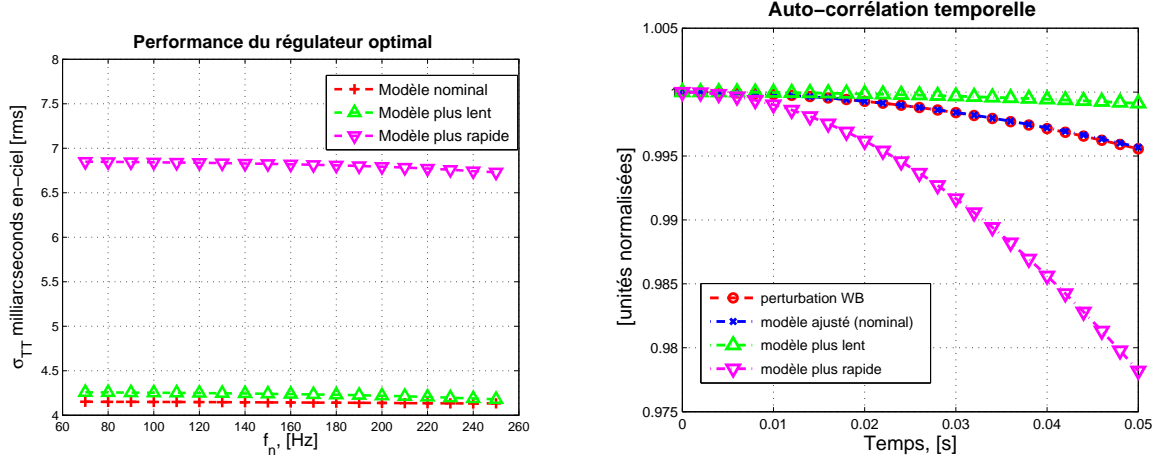 Performance du régulateur optimal
8
7.5
7
6.5
6
5.5
5
4.5
4
σTT milliarcseconds en-ciel [rms]
60 80 100 120 140 160 180 200 220 240 260
fn, [Hz]
Modèle nominal
Modèle plus lent
Modèle plus rapide
Auto-corrélation temporelle
1.005
1.000
0.995
0.99
0.985
0.98
0.975
[unités normalisées]
0 0.01 0.02 0.03 0.04 0.05
Temps, [s]
perturbation WB
modèle ajusté (nominal)
modèle plus lent
modèle plus rapide